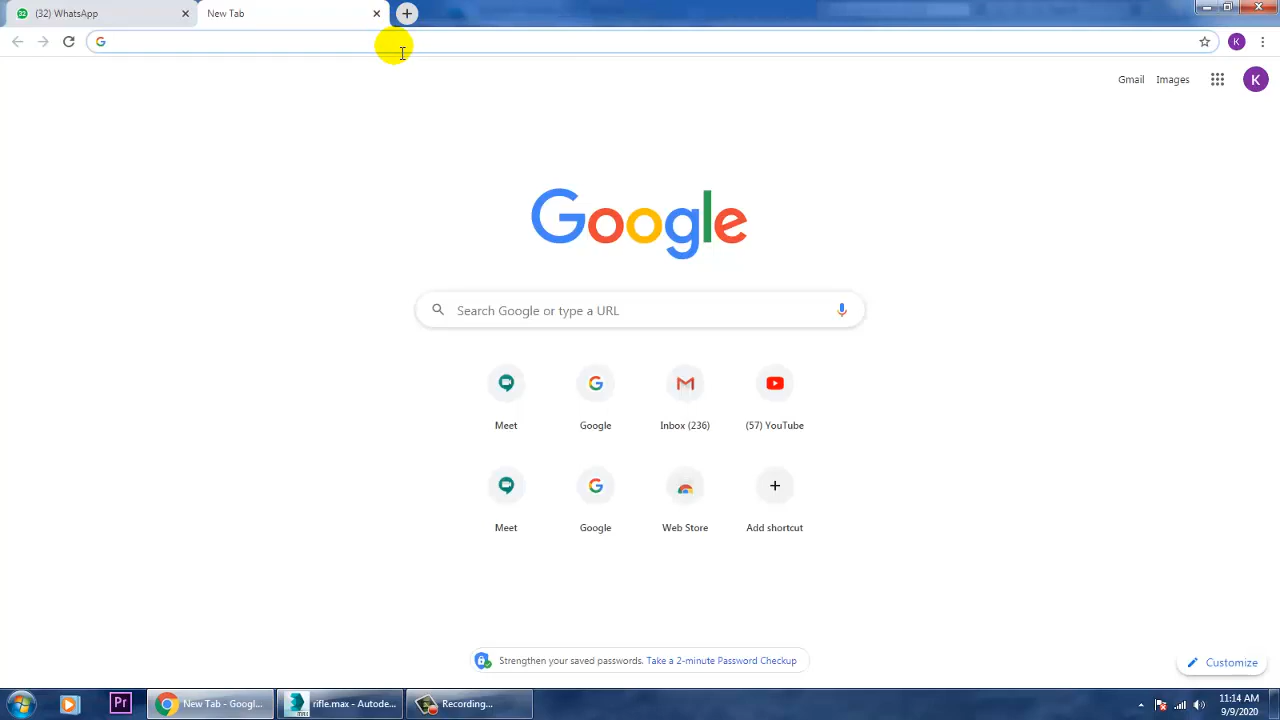 (32) WhatsApp
New Tab
K
Gmail
Images
K
Google
Search Google or type a URL
Meet
Google
Inbox (236)
(57) YouTube
Meet
Google
Web Store
Add shortcut
Strengthen your saved passwords. Take a 2-minute Password Checkup
Customize
Pr
New Tab - Googl...
rifle.max - Autode...
Recording...
11:14 AM
9/9/2020